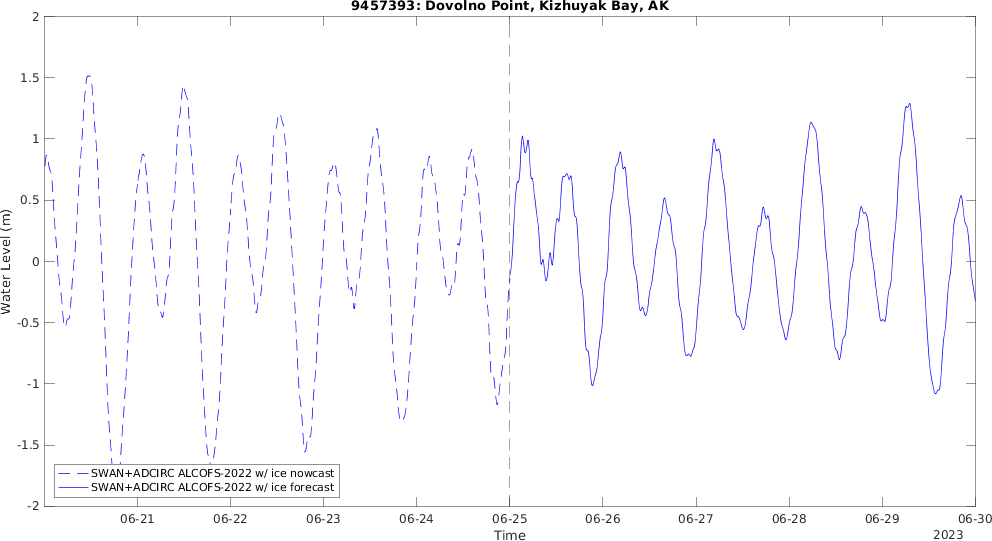 9457393: Dovolno Point, Kizhuyak Bay, AK
2
1.5
1
0.5
0
-0.5
-1
-1.5
-2
Water Level (m)
SWAN+ADCIRC ALCOFS-2022 w/ ice nowcast
SWAN+ADCIRC ALCOFS-2022 w/ ice forecast
06-21 06-22 06-23 06-24 06-25 06-26 06-27 06-28 06-29 06-30
Time
2023